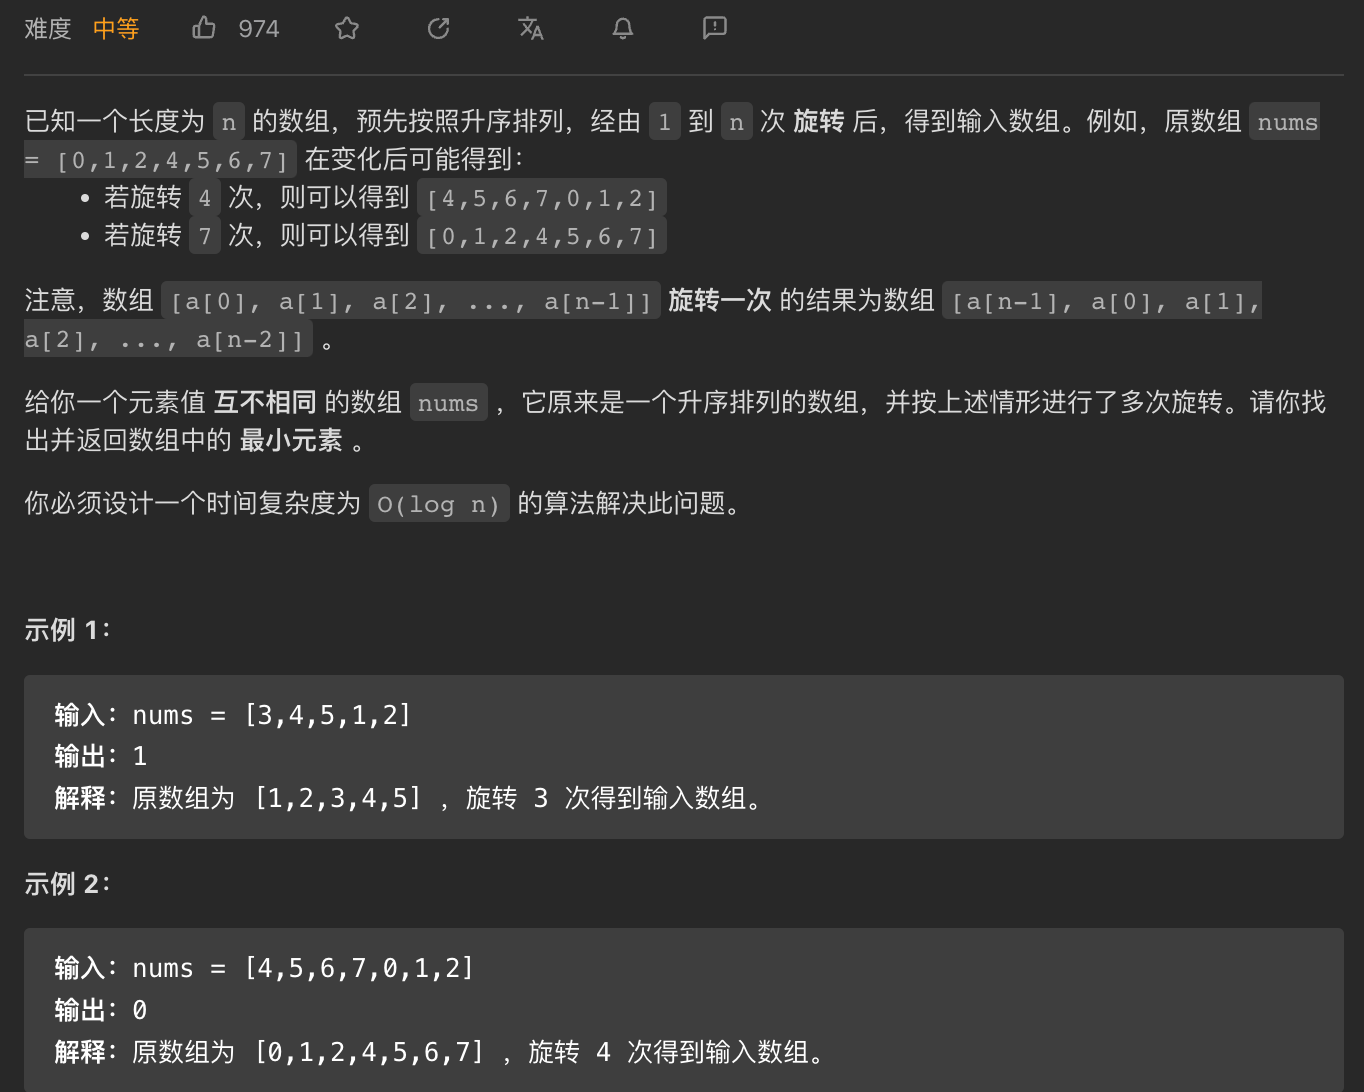 难度 中等 974
已知一个长度为 n 的数组，预先按照升序排列，经由 1 到 n 次 旋转 后，得到输入数组。例如，原数组 nums
= [0,1,2,4,5,6,7] 在变化后可能得到：
• 若旋转 4 次，则可以得到 [4,5,6,7,0,1,2]
• 若旋转 7 次，则可以得到 [0,1,2,4,5,6,7]
注意，数组 [a[0], a[1], a[2], ..., a[n-1]] 旋转一次 的结果为数组 [a[n-1], a[0], a[1],
a[2], ..., a[n-2]] 。
给你一个元素值 互不相同 的数组 nums ，它原来是一个升序排列的数组，并按上述情形进行了多次旋转。请你找
出并返回数组中的 最小元素 。
你必须设计一个时间复杂度为 O(log n) 的算法解决此问题。
示例 1：
输入：nums = [3,4,5,1,2]
输出：1
解释：原数组为 [1,2,3,4,5] ，旋转 3 次得到输入数组。
示例 2：
输入：nums = [4,5,6,7,0,1,2]
输出：0
解释：原数组为 [0,1,2,4,5,6,7] ，旋转 4 次得到输入数组。